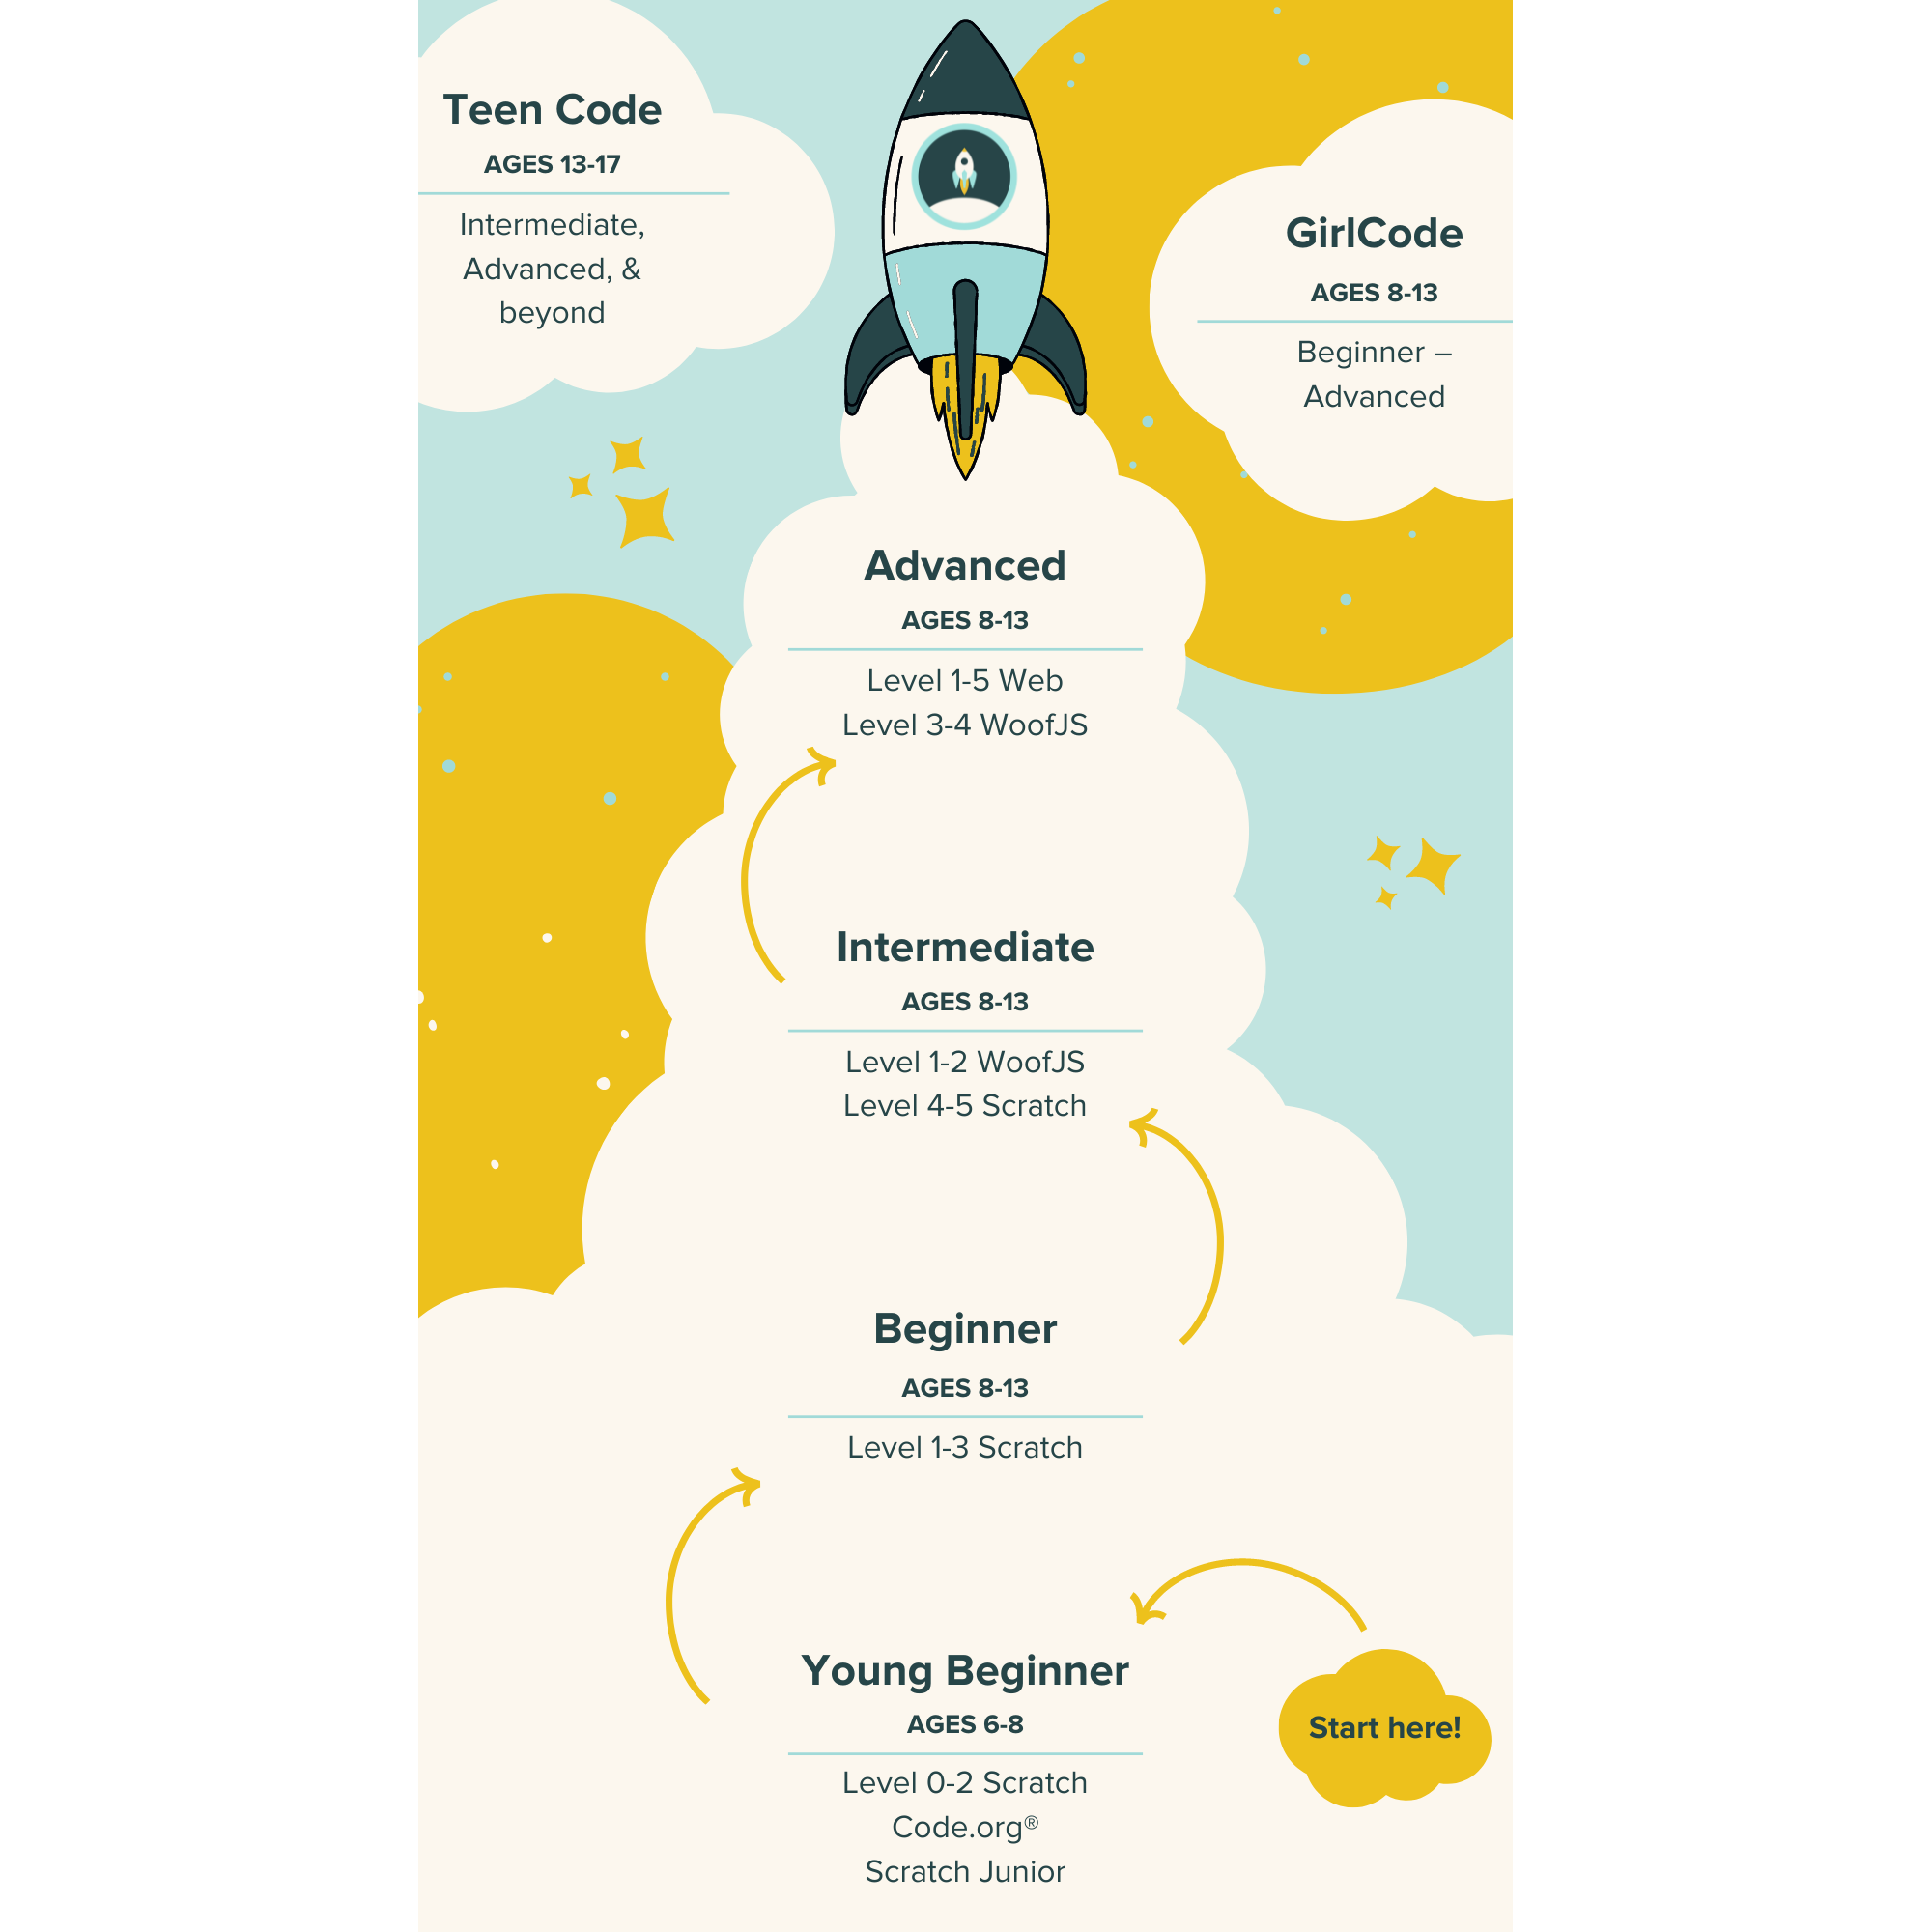 Teen Code
AGES 13-17
Intermediate,
Advanced, &
beyond
GirlCode
AGES 8-13
Beginner –
Advanced
Advanced
AGES 8-13
Level 1-5 Web
Level 3-4 WoofJS
Intermediate
AGES 8-13
Level 1-2 WoofJS
Level 4-5 Scratch
Beginner
AGES 8-13
Level 1-3 Scratch
Young Beginner
AGES 6-8
Level 0-2 Scratch
Code.org®
Scratch Junior
Start here!